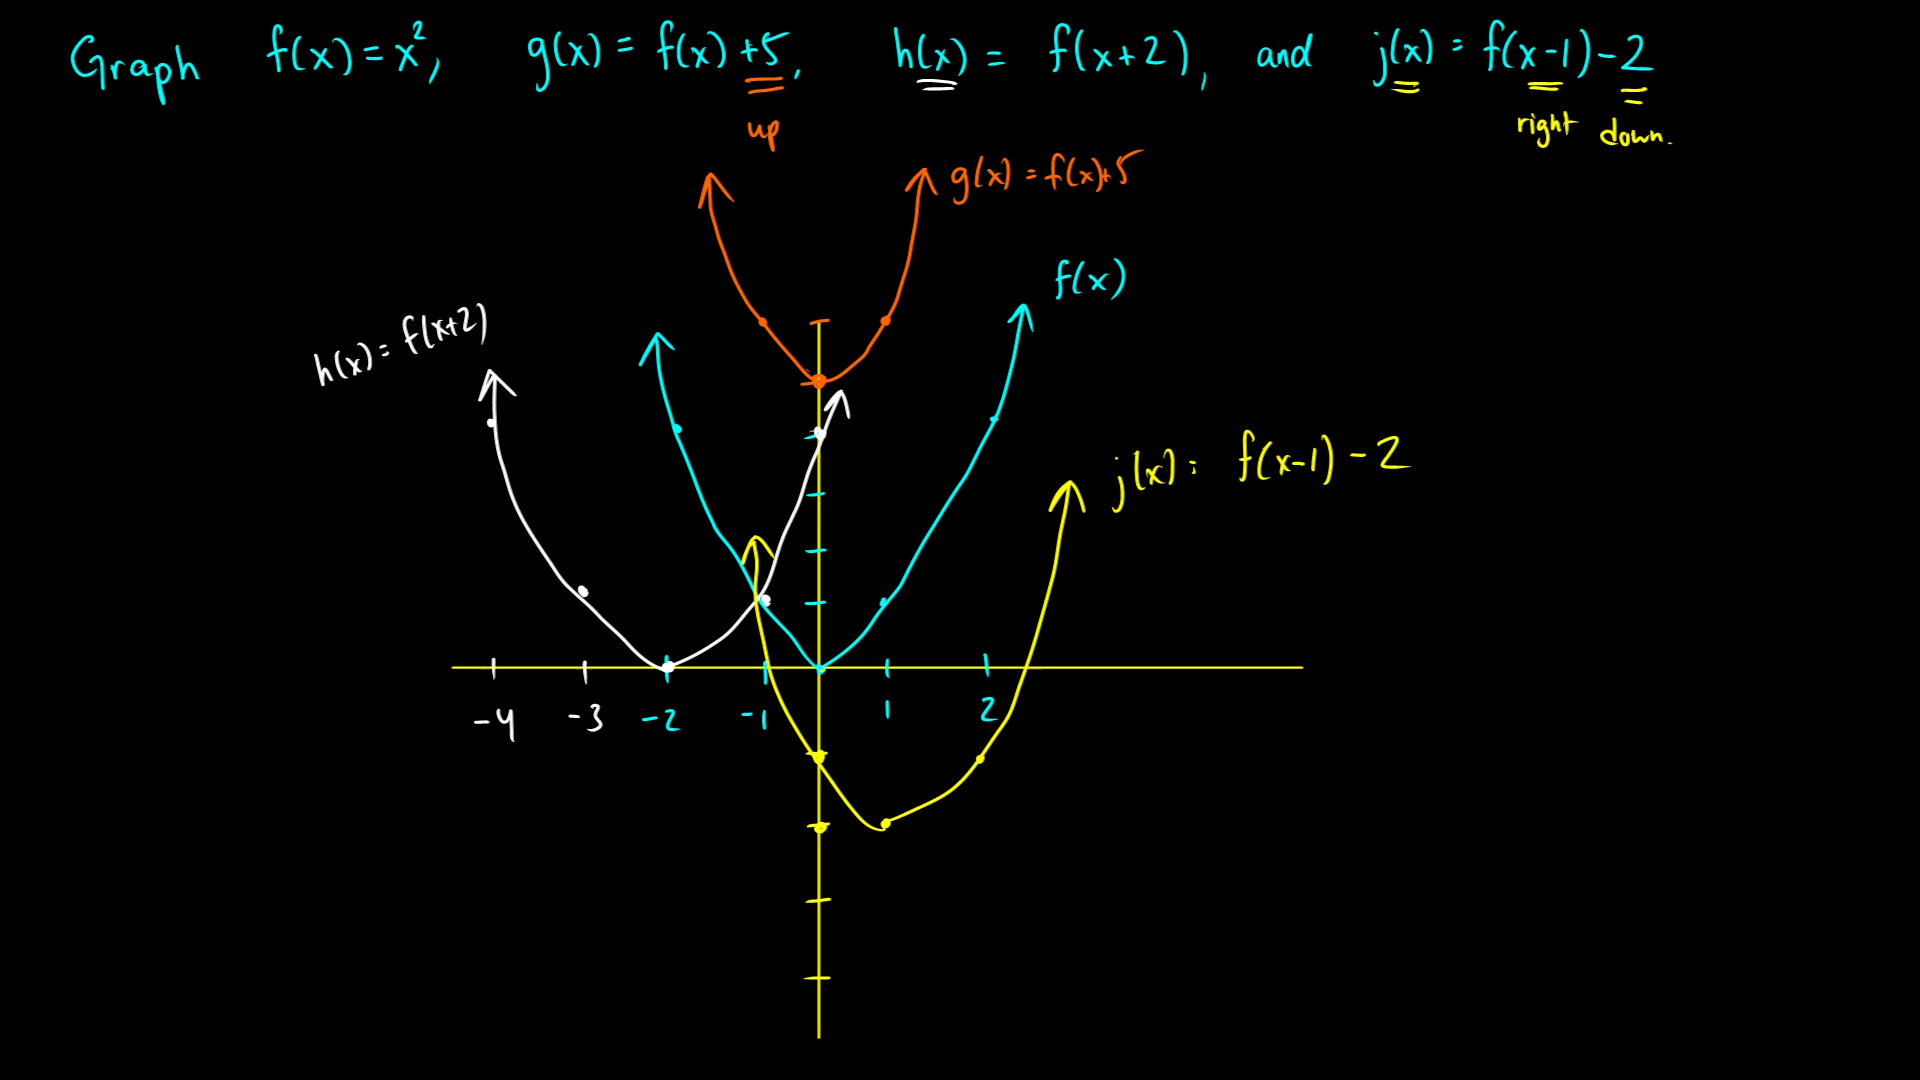 Graph f(x) = x², g(x) = f(x) +5, h(x) = f(x+2), and j(x) = f(x-1) -2
up
right down.
g(x) = f(x)+5
f(x)
h(x) = f(x+2)
j(x) = f(x-1) -2
-4 -3 -2 -1 1 2